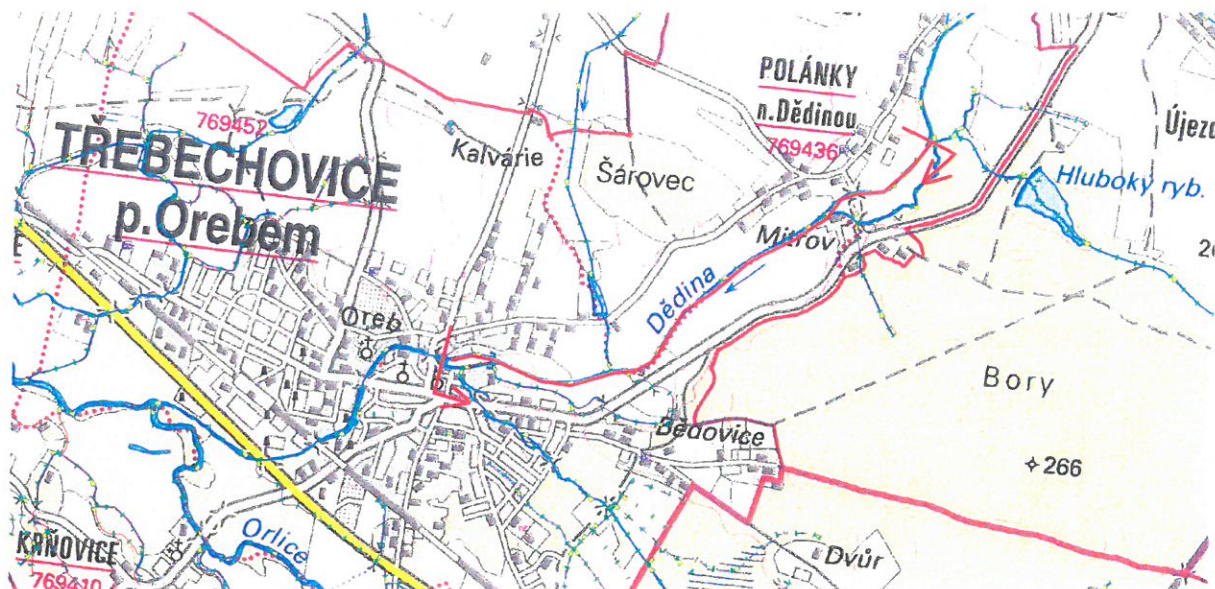 POLÁNKY
n.Dědinou
769436
Újezd
769452
TŘEBECHOVICE
p.Orebem
Kalvárie
Šárovec
Hluboký ryb.
Mitrov
Dědina
Oreb
Bory
Bědovice
266
Orlice
KRŇOVICE
769410
Dvůr